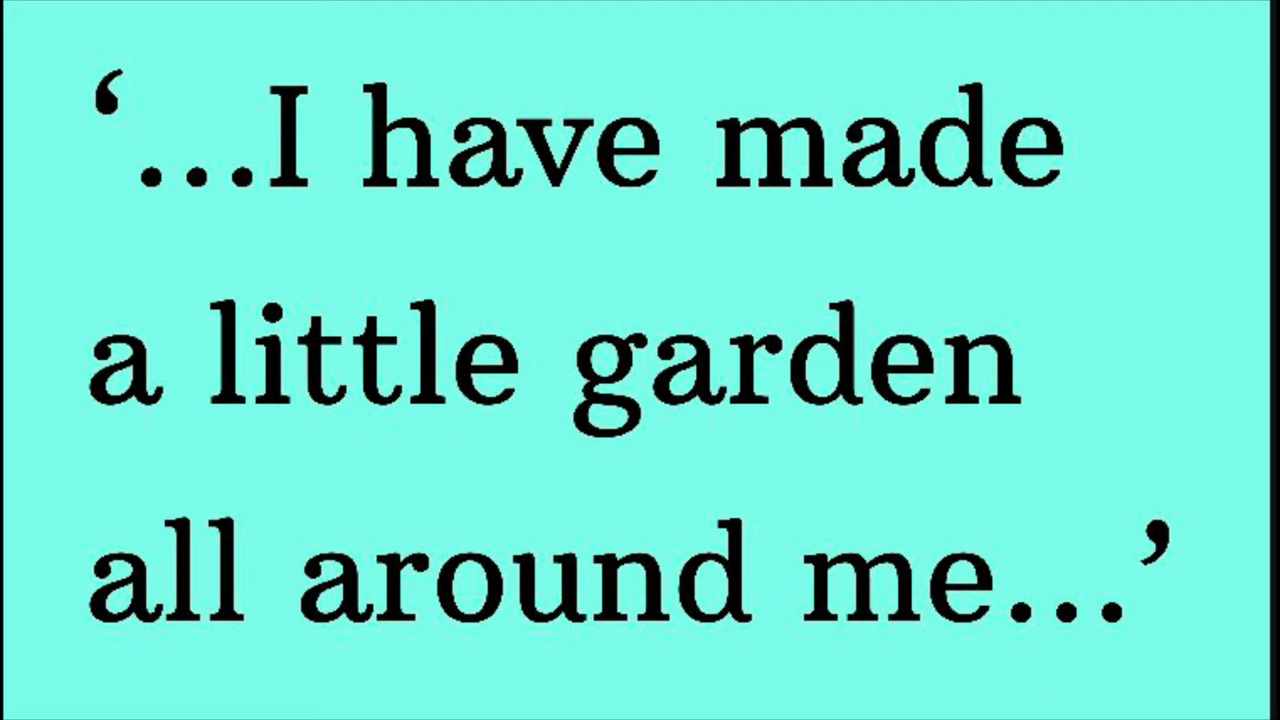 ‘...I have made
a little garden
all around me...’